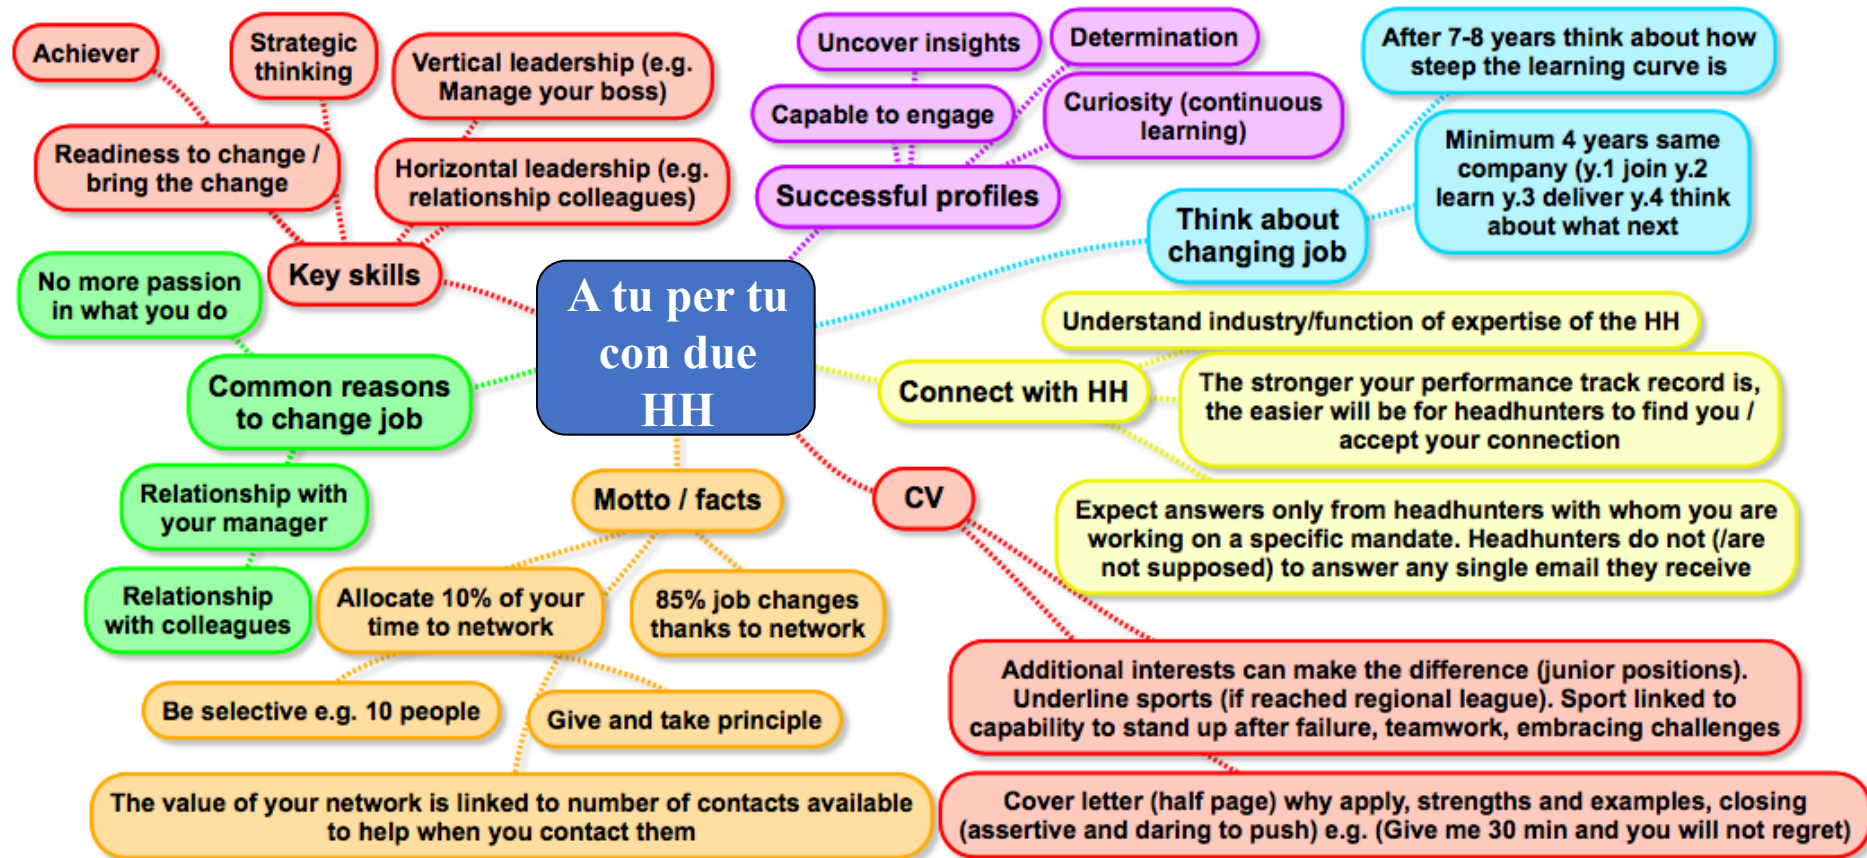 Achiever
Strategic
thinking
Vertical leadership (e.g.
Manage your boss)
Readiness to change /
bring the change
Horizontal leadership (e.g.
relationship colleagues)
Key skills
Uncover insights
Determination
Capable to engage
Curiosity (continuous
learning)
Successful profiles
After 7-8 years think about how
steep the learning curve is
Minimum 4 years same
company (y.1 join y.2
learn y.3 deliver y.4 think
about what next
Think about
changing job
A tu per tu
con due
HH
No more passion
in what you do
Common reasons
to change job
Relationship with
your manager
Relationship
with colleagues
Understand industry/function of expertise of the HH
Connect with HH
The stronger your performance track record is,
the easier will be for headhunters to find you /
accept your connection
Expect answers only from headhunters with whom you are
working on a specific mandate. Headhunters do not (/are
not supposed) to answer any single email they receive
Motto / facts
Allocate 10% of your
time to network
85% job changes
thanks to network
Be selective e.g. 10 people
Give and take principle
The value of your network is linked to number of contacts available
to help when you contact them
CV
Additional interests can make the difference (junior positions).
Underline sports (if reached regional league). Sport linked to
capability to stand up after failure, teamwork, embracing challenges
Cover letter (half page) why apply, strengths and examples, closing
(assertive and daring to push) e.g. (Give me 30 min and you will not regret)